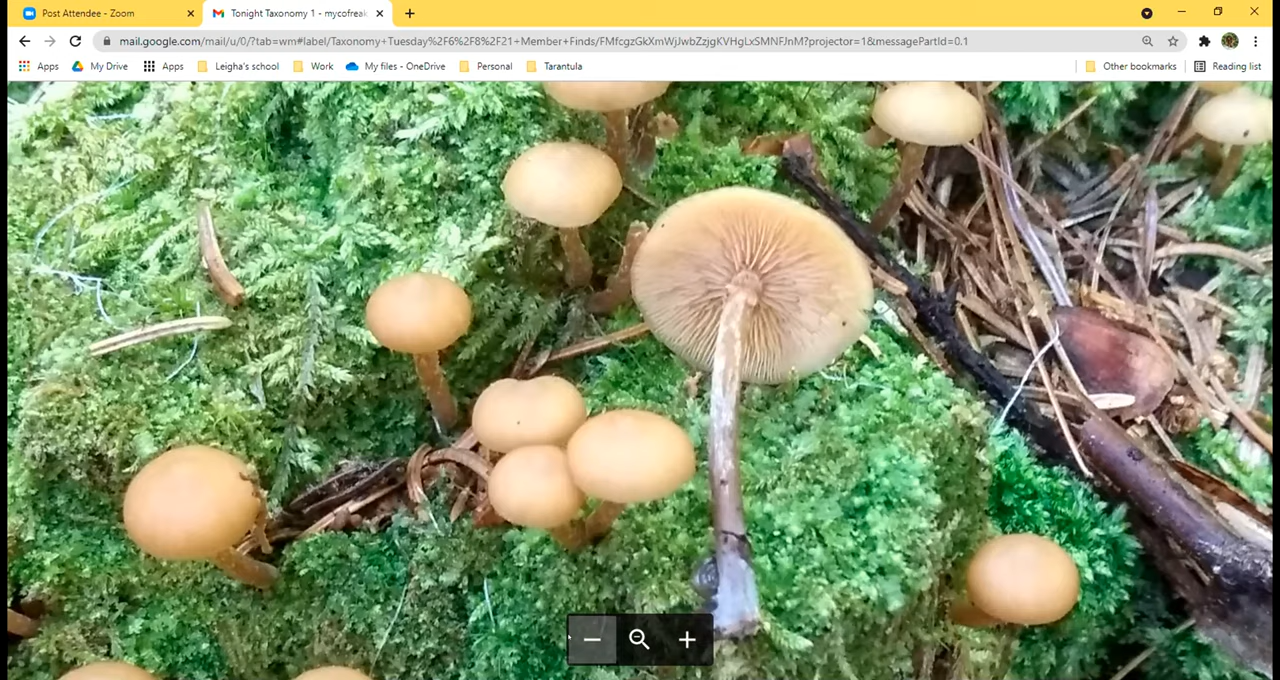 Post Attendee - Zoom
Tonight Taxonomy 1 - mycofreak
mail.google.com/mail/u/0/?tab=wm#label/Taxonomy+Tuesday%2F6%2F8%2F21+Member+Finds/FMfcgzGkXmWjJwbZzjgKVHgLxSMNFJnM?projector=1&messagePartId=0.1
Apps My Drive Apps Leigha's school Work My files - OneDrive Personal Tarantula Other bookmarks Reading list